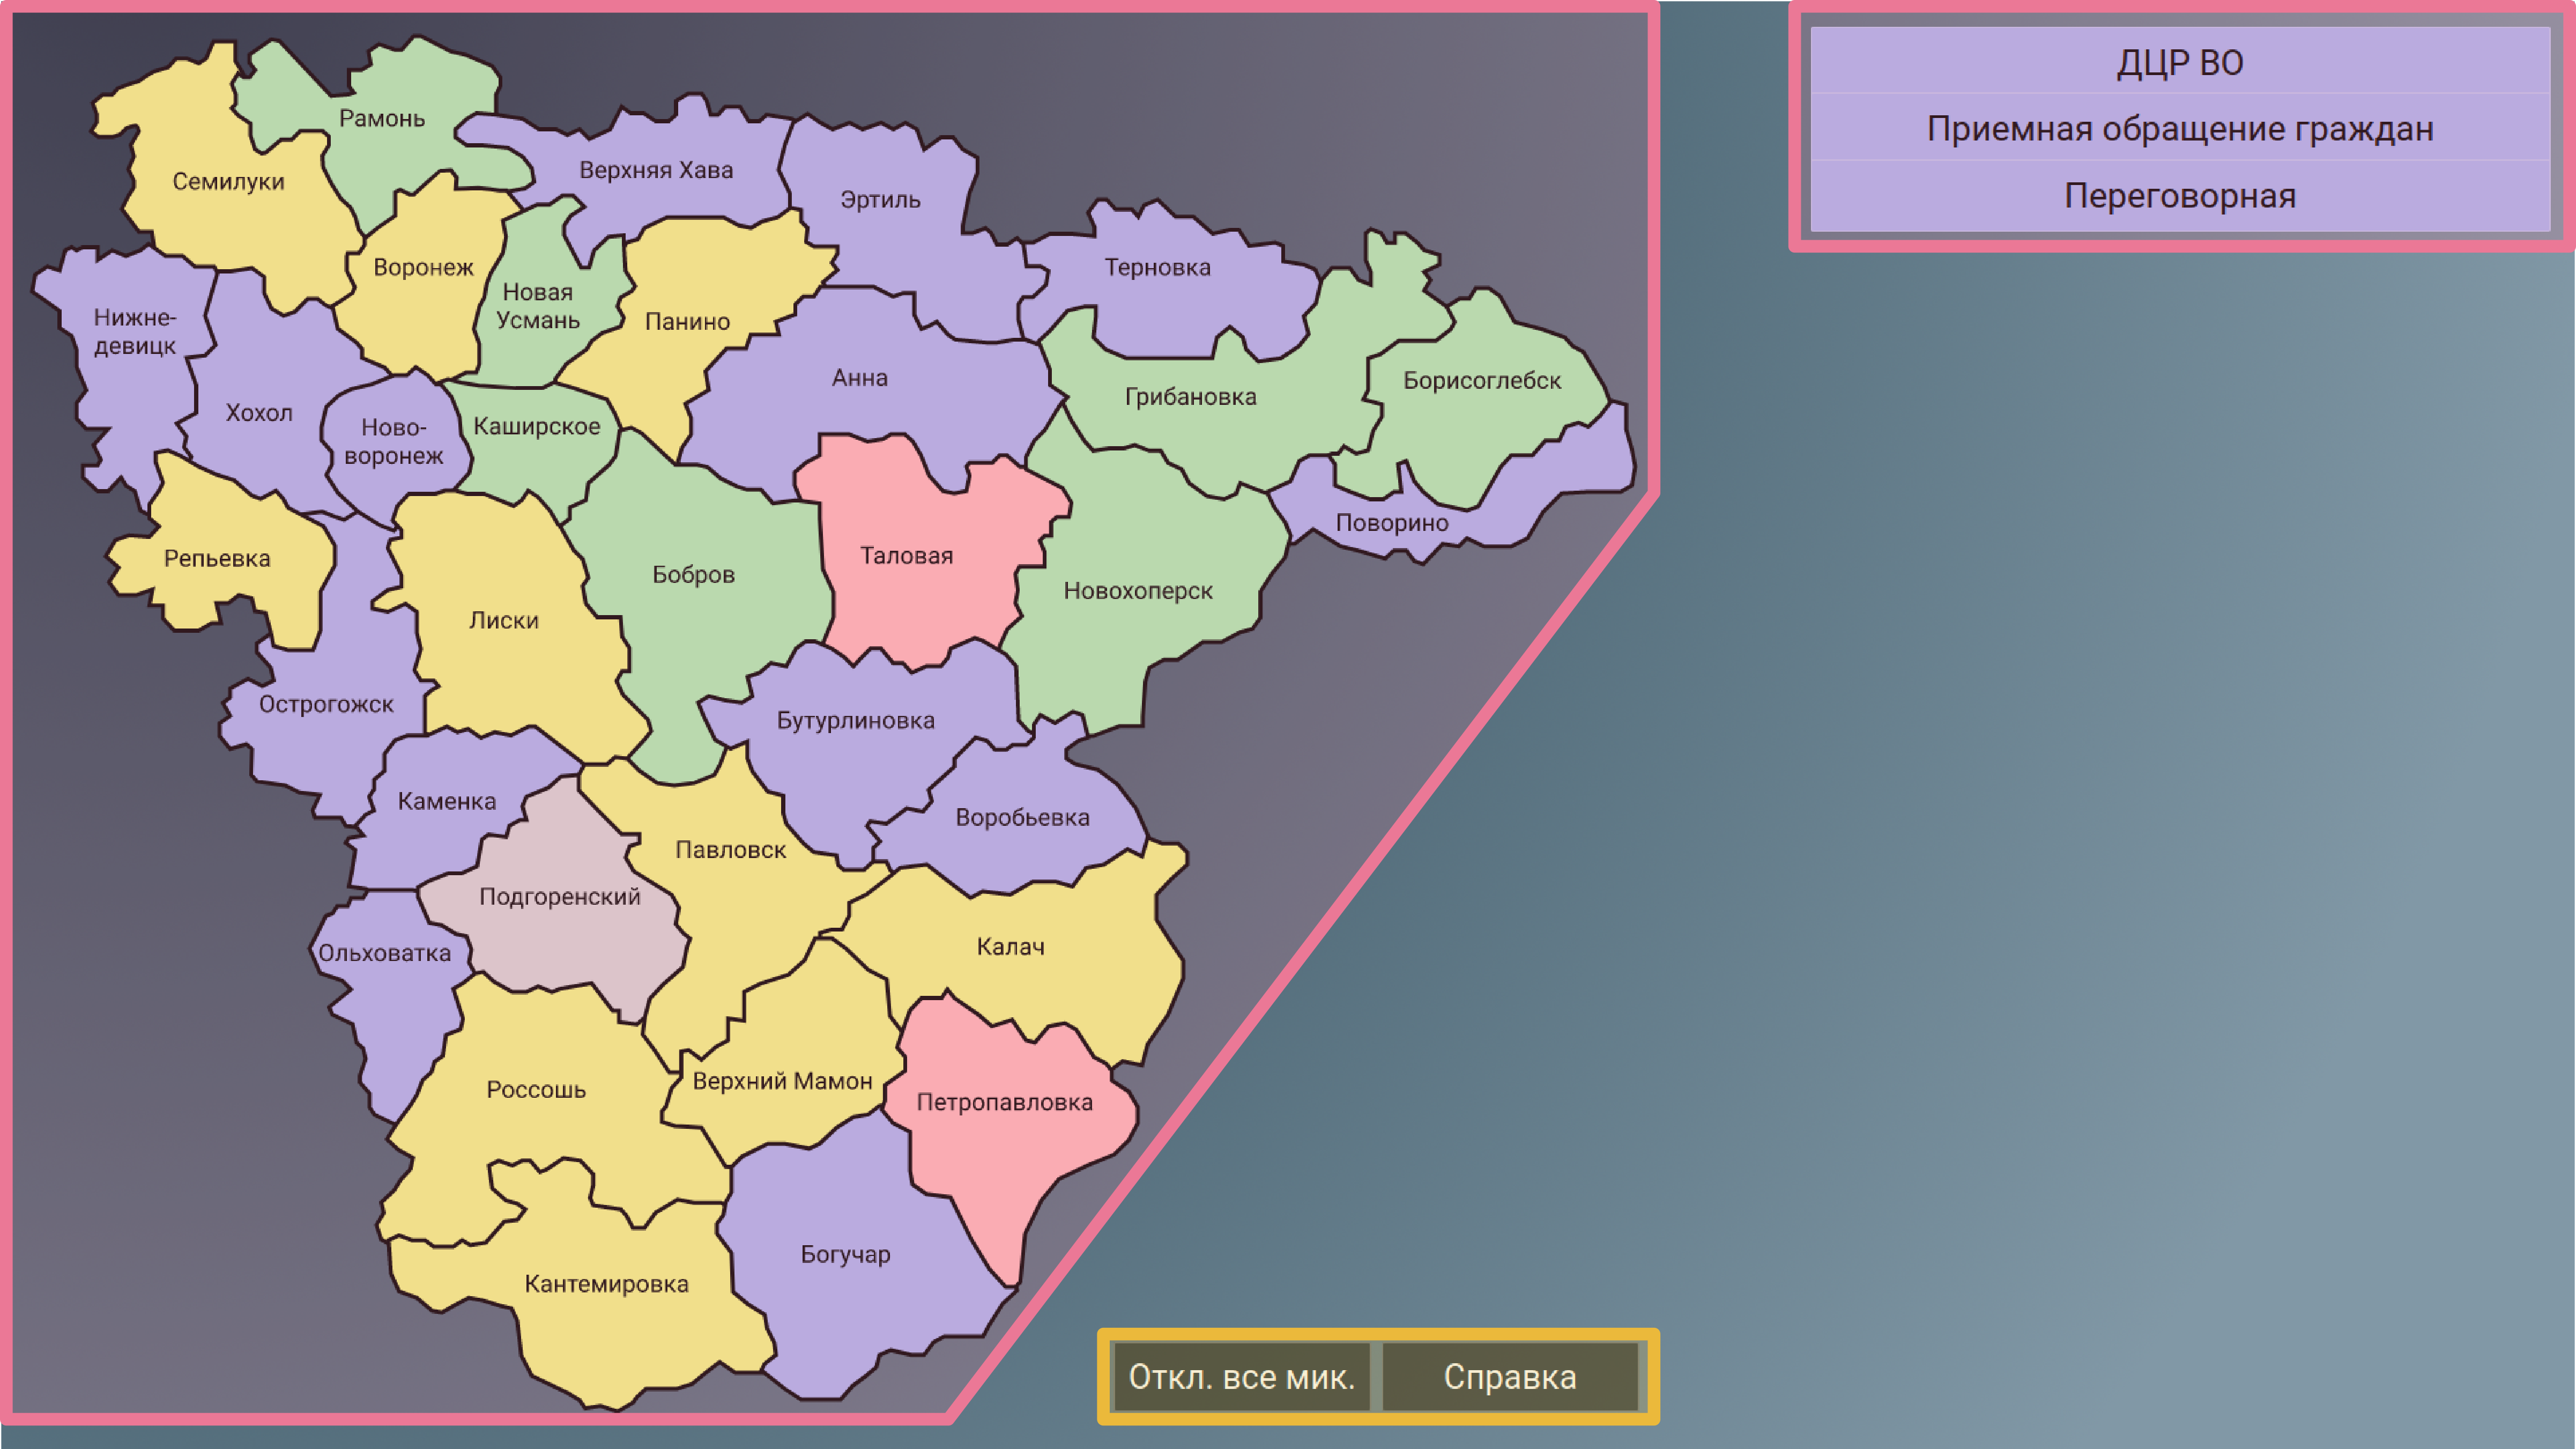 ДЦР ВО
Приемная обращение граждан
Переговорная
Рамонь
Семилуки
Верхняя Хава
Эртиль
Воронеж
Новая
Усмань
Панино
Терновка
Нижне-
девицк
Хохол
Ново-
воронеж
Каширское
Анна
Грибановка
Борисоглебск
Поворино
Репьевка
Лиски
Бобров
Таловая
Новохоперск
Острогожск
Бутурлиновка
Каменка
Воробьевка
Павловск
Подгоренский
Ольховатка
Калач
Россошь
Верхний Мамон
Петропавловка
Богучар
Кантемировка
Откл. все мик.
Справка